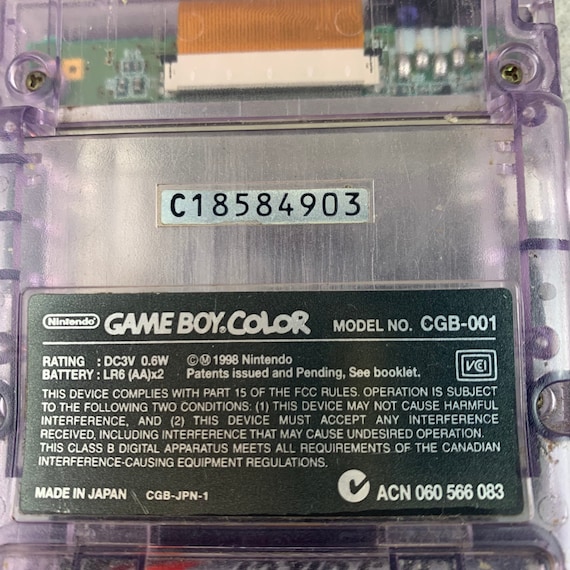 C18584903
Nintendo GAME BOY COLOR MODEL NO. CGB-001
RATING : DC3V 0.6W ©Ⓜ1998 Nintendo
BATTERY : LR6 (AA)x2 Patents issued and Pending, See booklet. VCI
THIS DEVICE COMPLIES WITH PART 15 OF THE FCC RULES. OPERATION IS SUBJECT
TO THE FOLLOWING TWO CONDITIONS: (1) THIS DEVICE MAY NOT CAUSE HARMFUL
INTERFERENCE, AND (2) THIS DEVICE MUST ACCEPT ANY INTERFERENCE
RECEIVED, INCLUDING INTERFERENCE THAT MAY CAUSE UNDESIRED OPERATION.
THIS CLASS B DIGITAL APPARATUS MEETS ALL REQUIREMENTS OF THE CANADIAN
INTERFERENCE-CAUSING EQUIPMENT REGULATIONS.
MADE IN JAPAN CGB-JPN-1 ACN 060 566 083